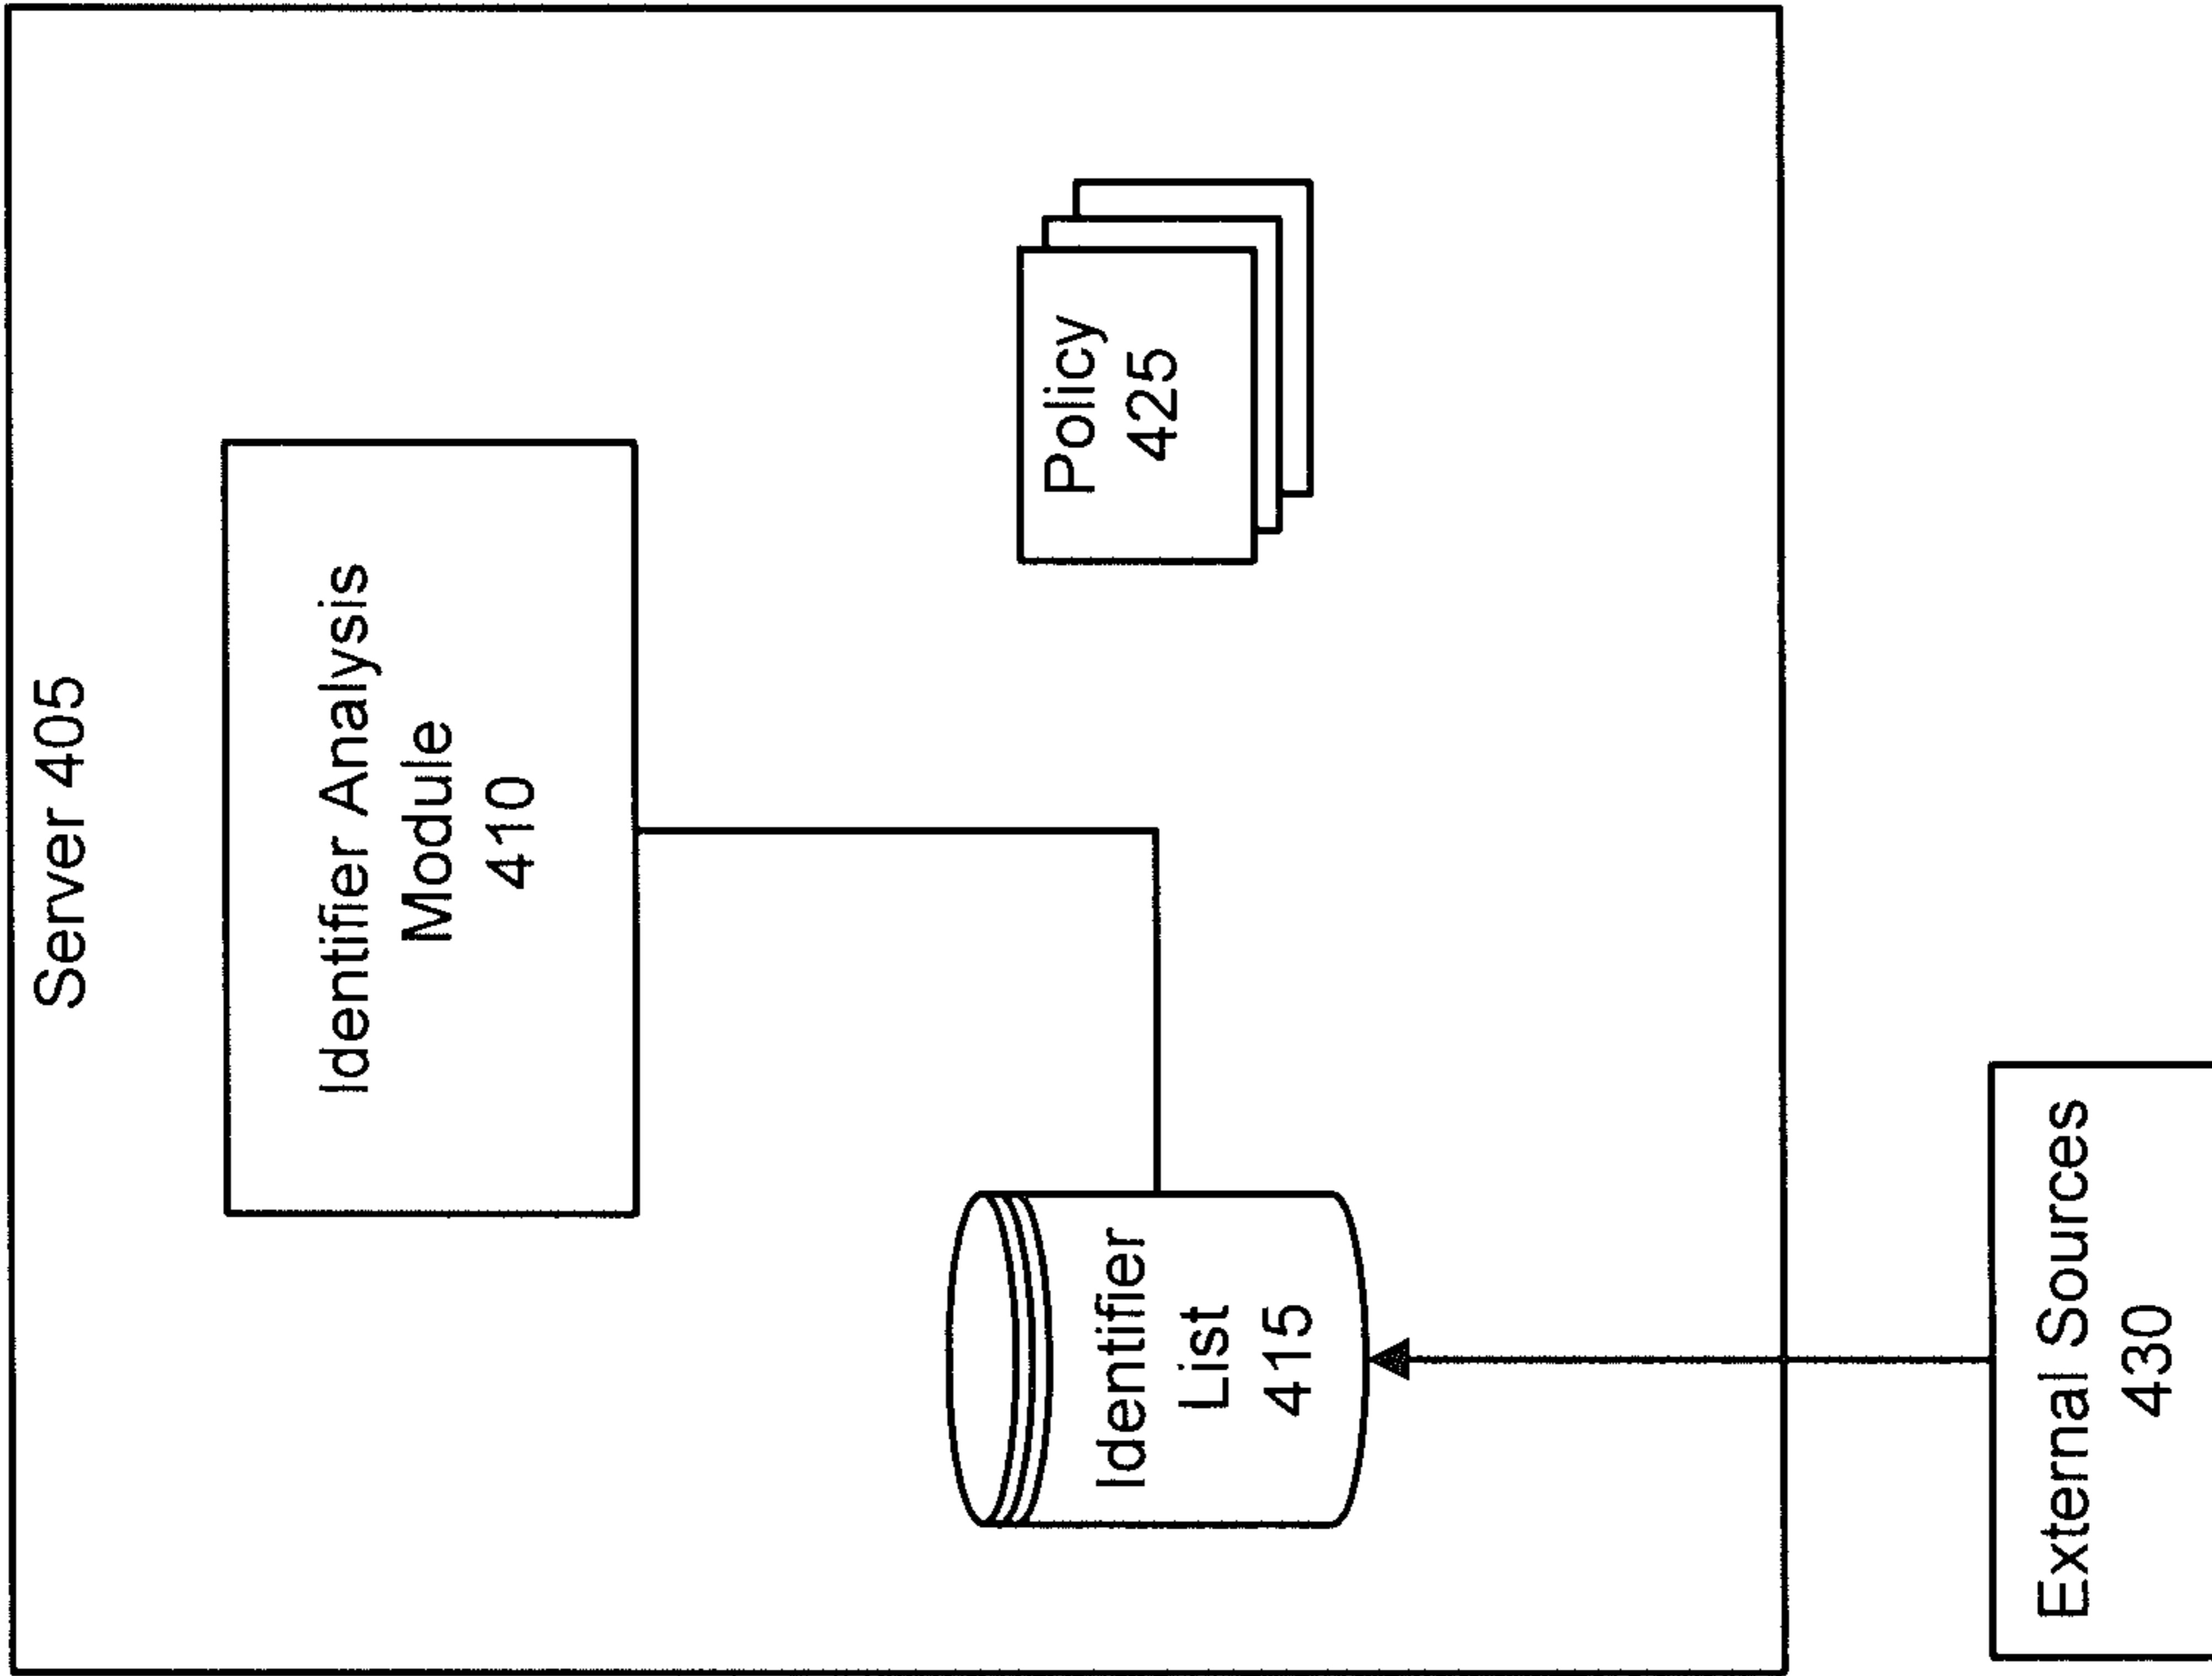 Server 405
Identifier Analysis
Module
410
Identifier
List
415
Policy
425
External Sources
430